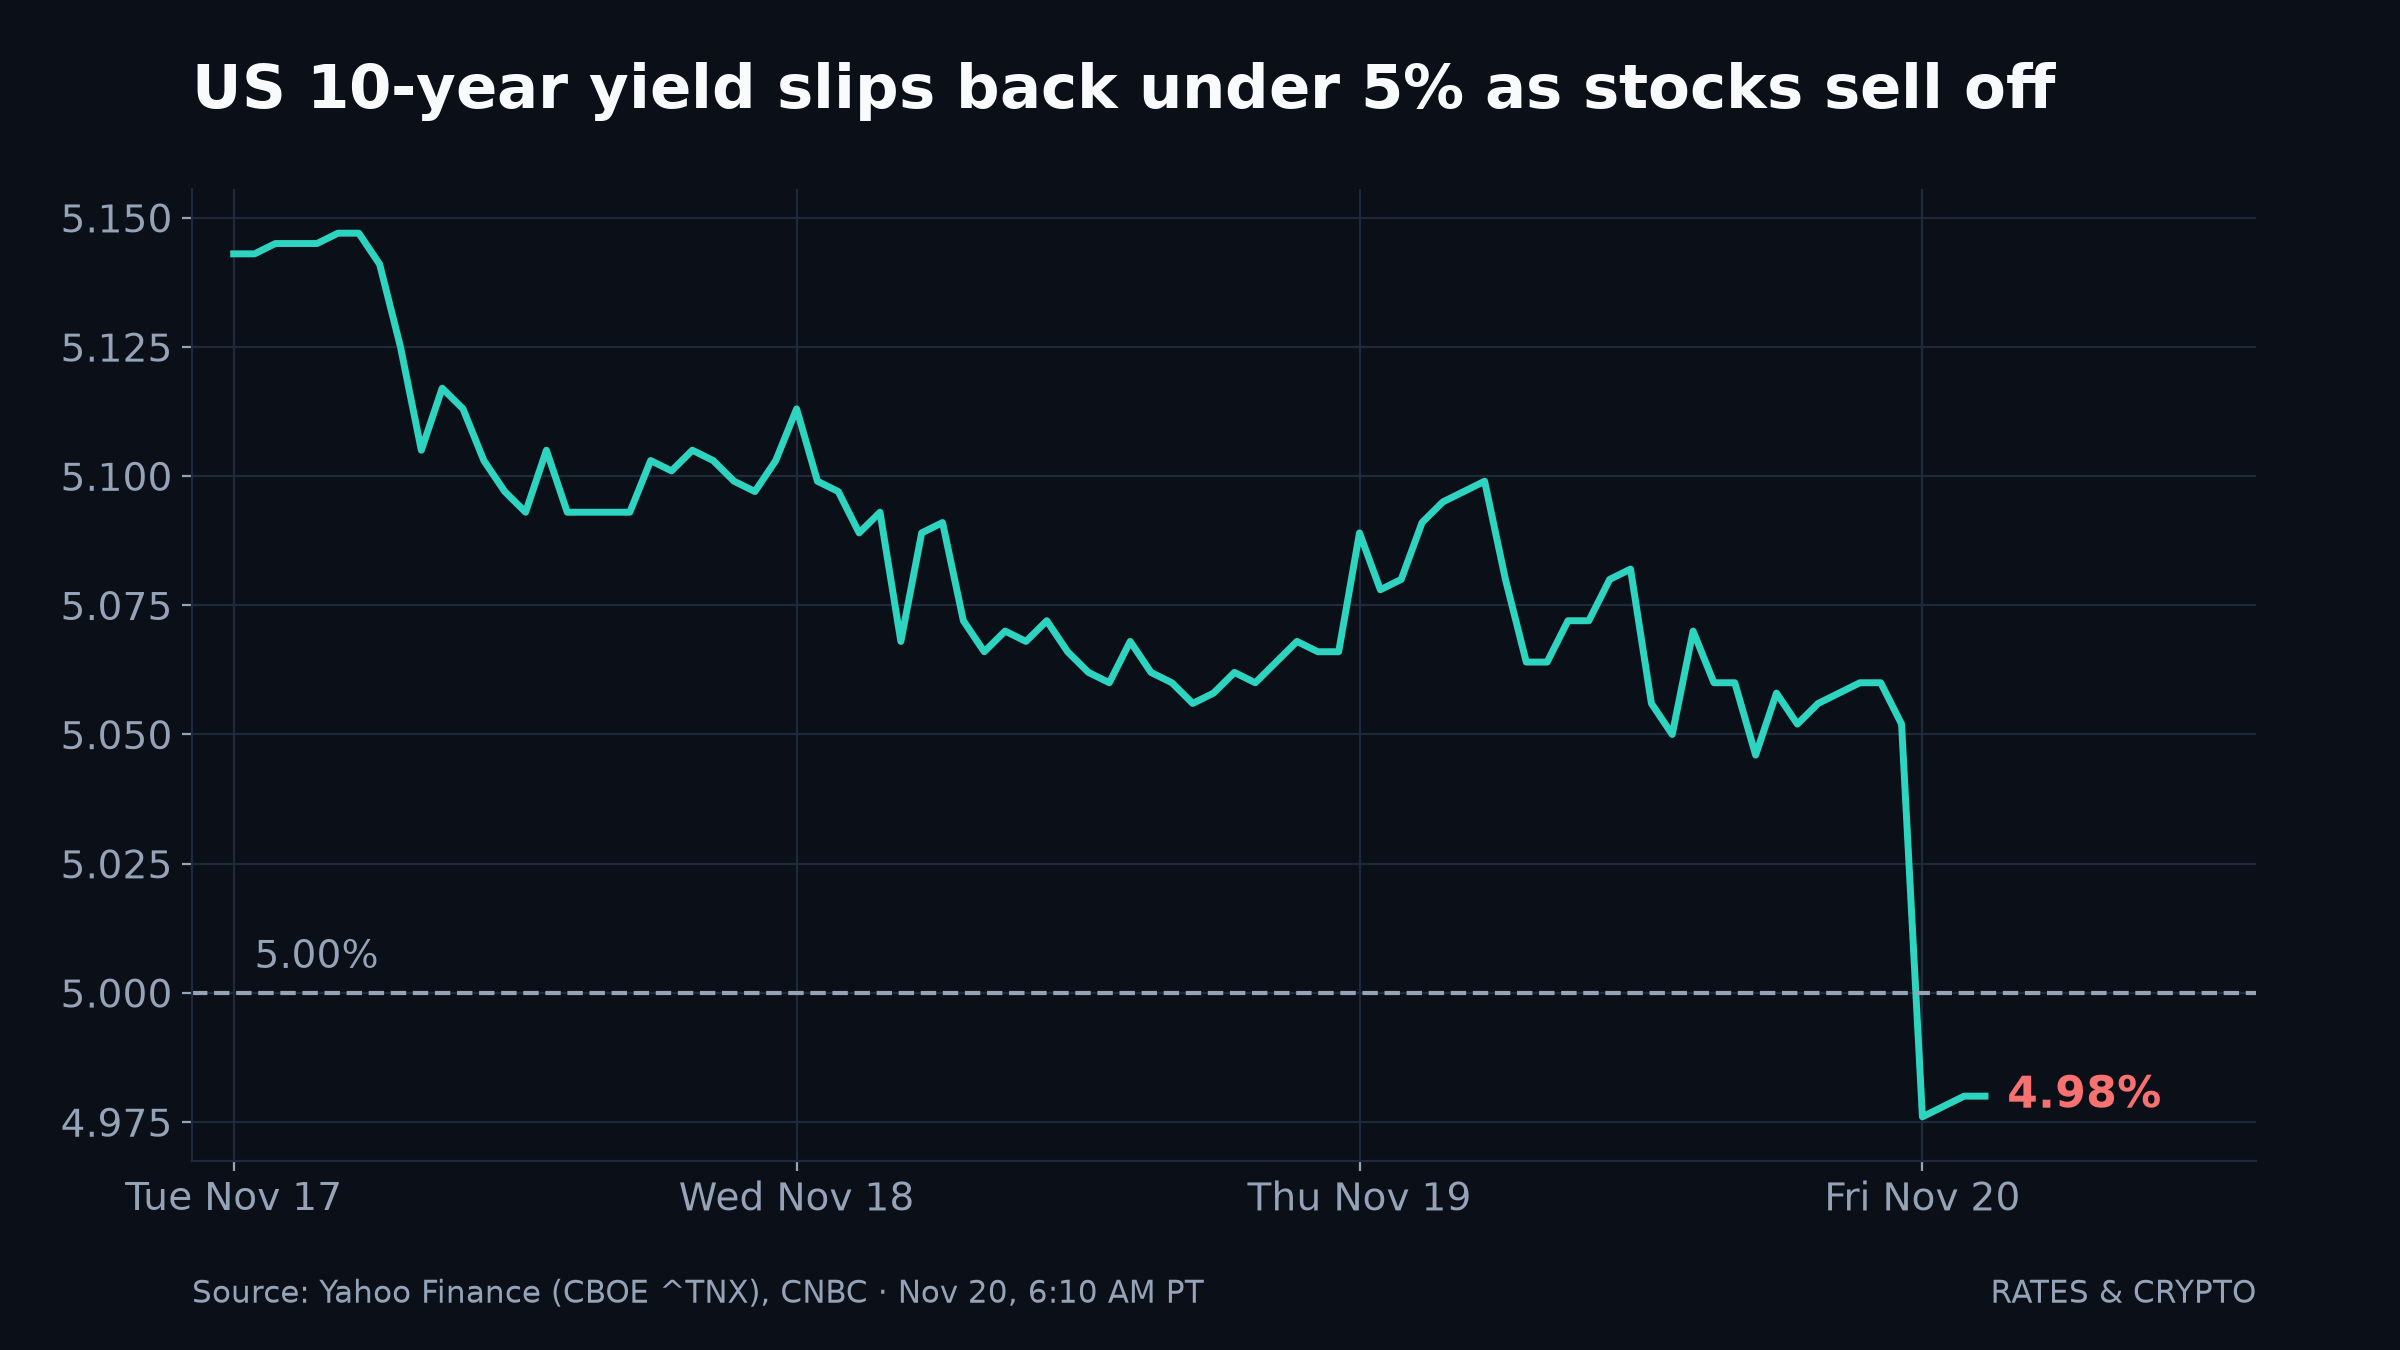 US 10-year yield slips back under 5% as stocks sell off
5.150
5.125
5.100
5.075
5.050
5.025
5.00%
5.000
4.98%
4.975
Tue Nov 17
Wed Nov 18
Thu Nov 19
Fri Nov 20
Source: Yahoo Finance (CBOE ^TNX), CNBC · Nov 20, 6:10 AM PT
RATES & CRYPTO